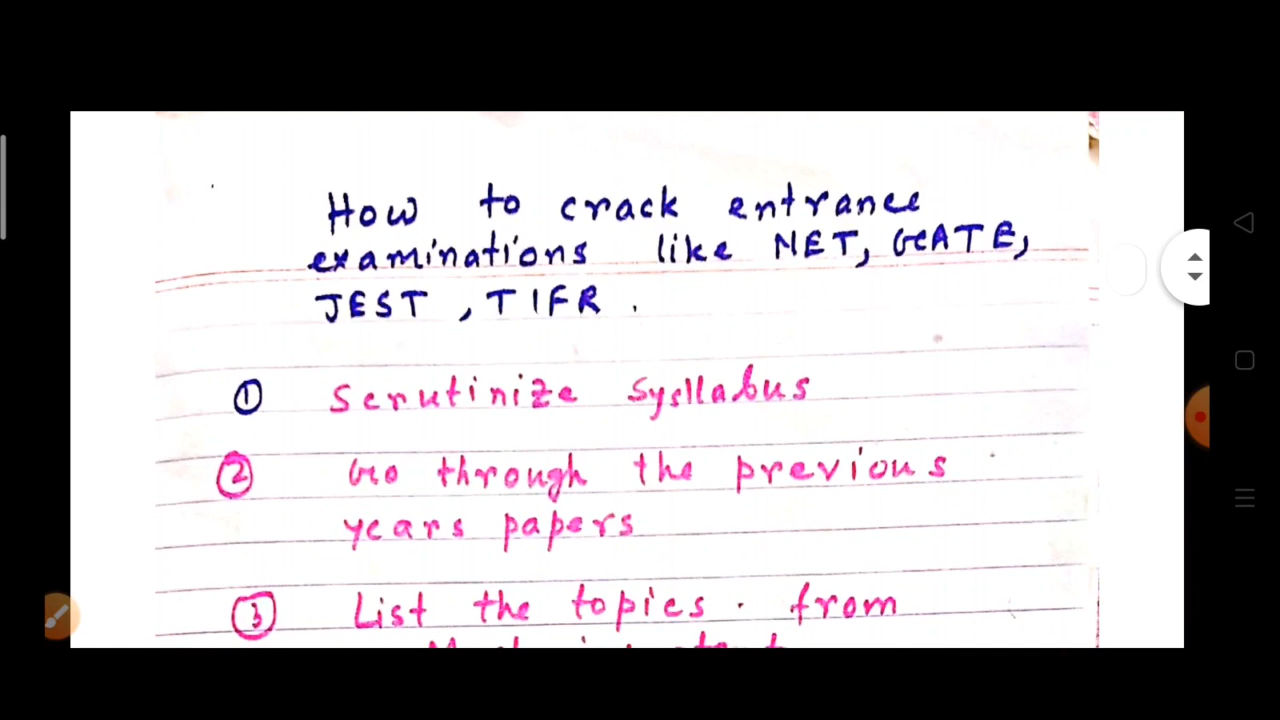 How to crack entrance
examinations like NET, GATE,
JEST, TIFR.
① Scrutinize Syllabus
② Go through the previous
years papers
③ List the topics. from